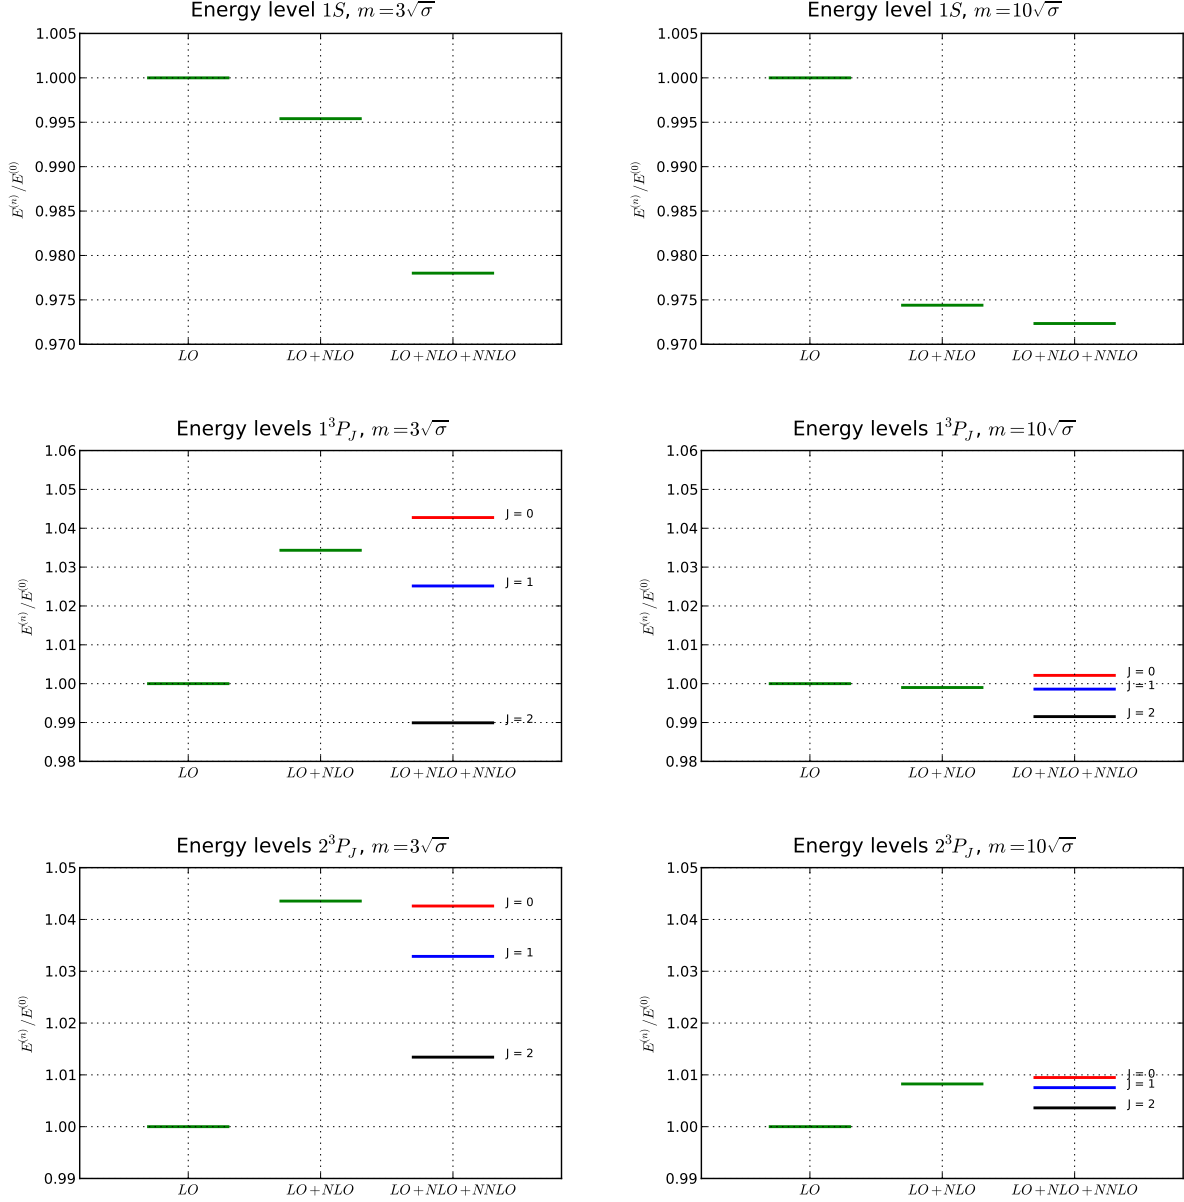 Energy level 1S, m=3√σ
1.005
1.000
0.995
0.990
0.985
0.980
0.975
0.970
E^(n)/E^(0)
LO LO+NLO LO+NLO+NNLO
Energy level 1S, m=10√σ
1.005
1.000
0.995
0.990
0.985
0.980
0.975
0.970
E^(n)/E^(0)
LO LO+NLO LO+NLO+NNLO
Energy levels 1³P_J, m=3√σ
1.06
1.05
1.04
1.03
1.02
1.01
1.00
0.99
0.98
E^(n)/E^(0)
J = 0
J = 1
J = 2
LO LO+NLO LO+NLO+NNLO
Energy levels 1³P_J, m=10√σ
1.06
1.05
1.04
1.03
1.02
1.01
1.00
0.99
0.98
E^(n)/E^(0)
J = 0
J = 1
J = 2
LO LO+NLO LO+NLO+NNLO
Energy levels 2³P_J, m=3√σ
1.05
1.04
1.03
1.02
1.01
1.00
0.99
E^(n)/E^(0)
J = 0
J = 1
J = 2
LO LO+NLO LO+NLO+NNLO
Energy levels 2³P_J, m=10√σ
1.05
1.04
1.03
1.02
1.01
1.00
0.99
E^(n)/E^(0)
J = 0
J = 1
J = 2
LO LO+NLO LO+NLO+NNLO